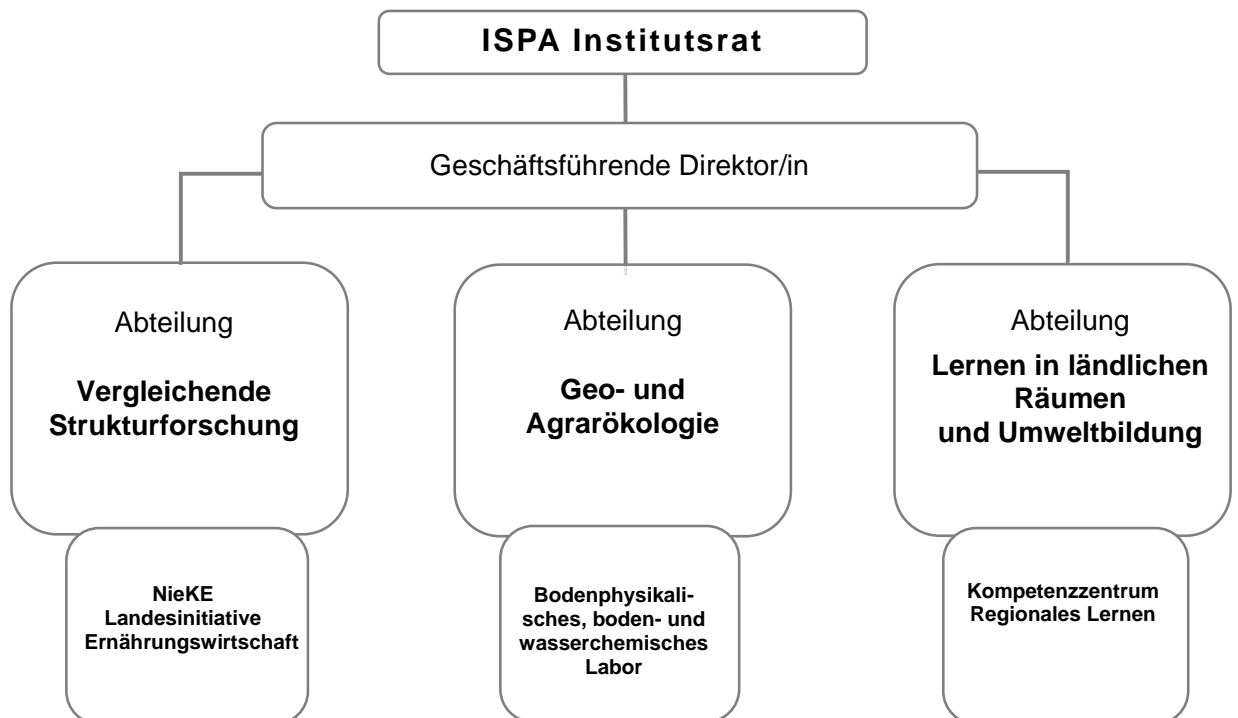 ISPA Institutsrat
Geschäftsführende Direktor/in
Abteilung
Vergleichende
Strukturforschung
NieKE
Landesinitiative
Ernährungswirtschaft
Abteilung
Geo- und
Agrarökologie
Bodenphysikali-
sches, boden- und
wasserchemisches
Labor
Abteilung
Lernen in ländlichen
Räumen
und Umweltbildung
Kompetenzzentrum
Regionales Lernen